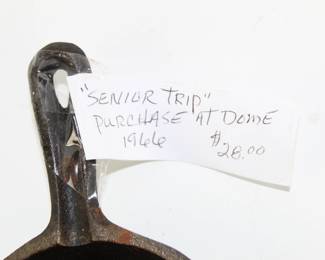 "SENIOR TRIP"
PURCHASE AT DOME
1966 $28.00